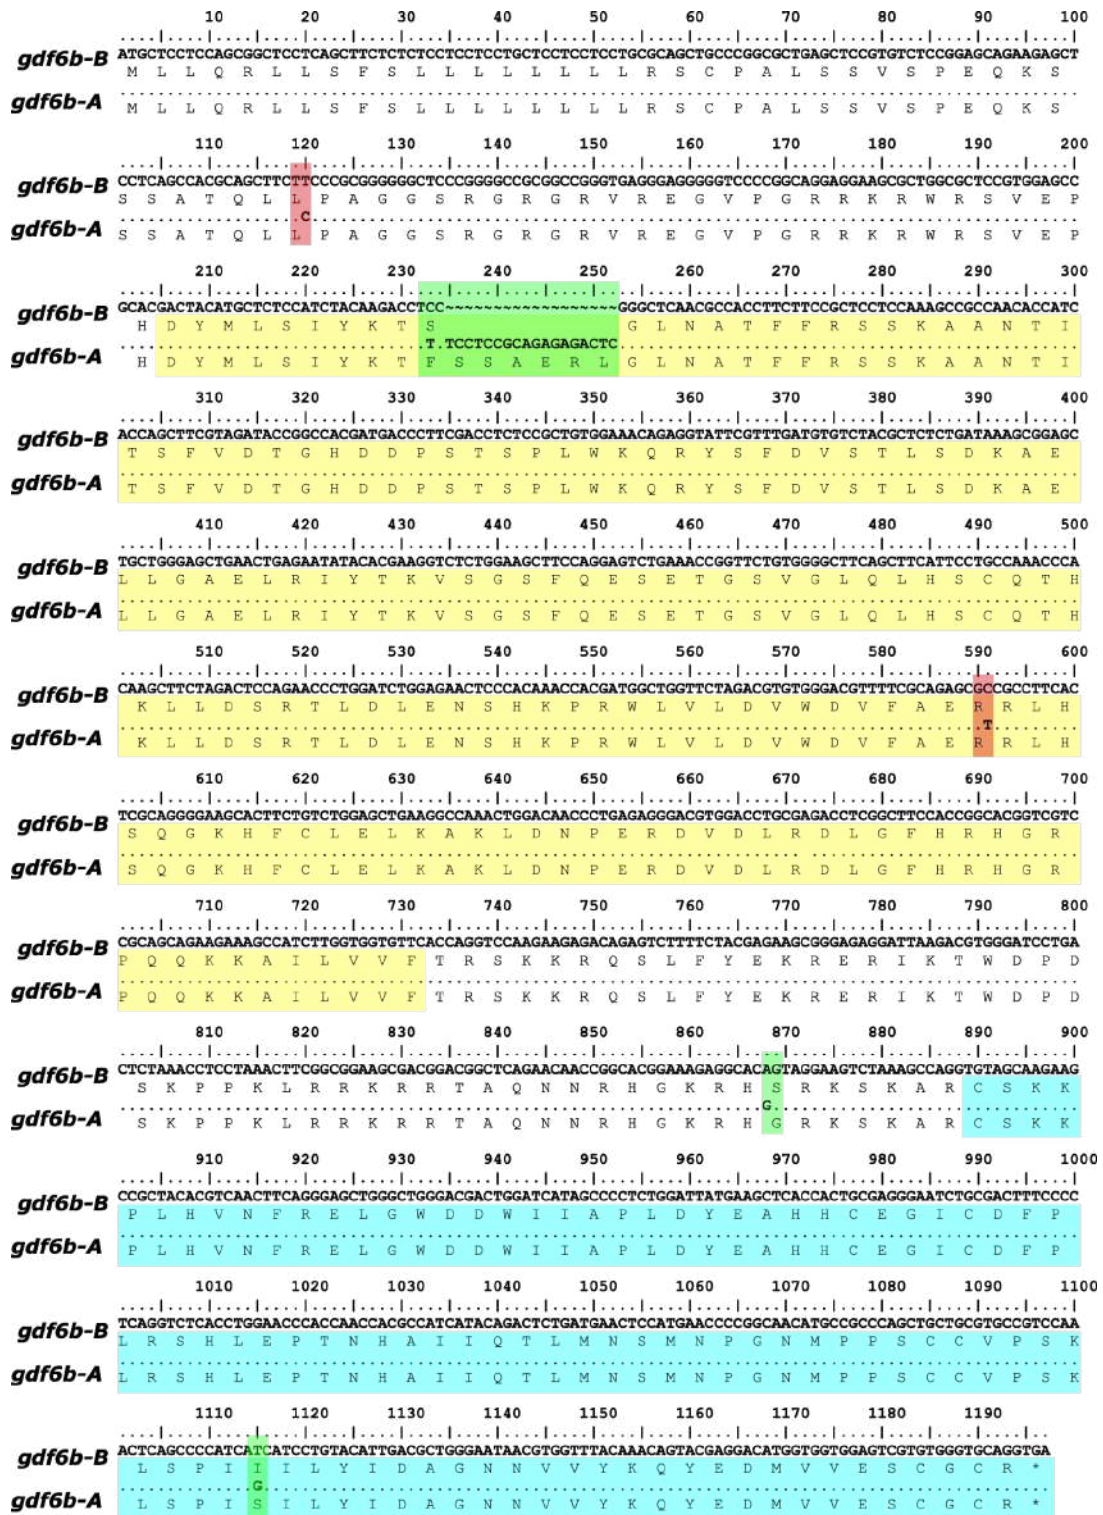 10 20 30 40 50 60 70 80 90 100
gdf6b-B ATGCTCCTCCAGCGGCTCCTCAGCTTCTCTCTCCTCCTCCTGCTCCTCCTCCTGCGCAGCTGCCCGGCGCTGAGCTCCGTGTCTCCGGAGCAGAAGAGCT
M L L Q R L L S F S L L L L L L L R S C P A L S S V S P E Q K S
gdf6b-A M L L Q R L L S F S L L L L L L L R S C P A L S S V S P E Q K S
110 120 130 140 150 160 170 180 190 200
gdf6b-B CCTCAGCCACGCAGCTTCTTCCCGCGGGGGGCTCCCGGGGCCGCGGCCGGGTGAGGGAGGGGGTCCCCGGCAGGAGGAAGCGCTGGCGCTCCGTGGAGCC
S S A T Q L L P A G G S R G R G R V R E G V P G R R K R W R S V E P
C
gdf6b-A S S A T Q L L P A G G S R G R G R V R E G V P G R R K R W R S V E P
210 220 230 240 250 260 270 280 290 300
gdf6b-B GCACGACTACATGCTCTCCATCTACAAGACCTCC~~~~~~~~~~~~~~~~~~GGGCTCAACGCCACCTTCTTCCGCTCCTCCAAAGCCGCCAACACCATC
H D Y M L S I Y K T S G L N A T F F R S S K A A N T I
T.TCCTCCGCAGAGAGACTC
gdf6b-A H D Y M L S I Y K T F S S A E R L G L N A T F F R S S K A A N T I
310 320 330 340 350 360 370 380 390 400
gdf6b-B ACCAGCTTCGTAGATACCGGCCACGATGACCCTTCGACCTCTCCGCTGTGGAAACAGAGGTATTCGTTTGATGTGTCTACGCTCTCTGATAAAGCGGAGC
T S F V D T G H D D P S T S P L W K Q R Y S F D V S T L S D K A E
gdf6b-A T S F V D T G H D D P S T S P L W K Q R Y S F D V S T L S D K A E
410 420 430 440 450 460 470 480 490 500
gdf6b-B TGCTGGGAGCTGAACTGAGAATATACACGAAGGTCTCTGGAAGCTTCCAGGAGTCTGAAACCGGTTCTGTGGGGCTTCAGCTTCATTCCTGCCAAACCCA
L L G A E L R I Y T K V S G S F Q E S E T G S V G L Q L H S C Q T H
gdf6b-A L L G A E L R I Y T K V S G S F Q E S E T G S V G L Q L H S C Q T H
510 520 530 540 550 560 570 580 590 600
gdf6b-B CAAGCTTCTAGACTCCAGAACCCTGGATCTGGAGAACTCCCACAAACCACGATGGCTGGTTCTAGACGTGTGGGACGTTTTCGCAGAGCGCCGCCTTCAC
K L L D S R T L D L E N S H K P R W L V L D V W D V F A E R R L H
T
gdf6b-A K L L D S R T L D L E N S H K P R W L V L D V W D V F A E R R L H
610 620 630 640 650 660 670 680 690 700
gdf6b-B TCGCAGGGGAAGCACTTCTGTCTGGAGCTGAAGGCCAAACTGGACAACCCTGAGAGGGACGTGGACCTGCGAGACCTCGGCTTCCACCGGCACGGTCGTC
S Q G K H F C L E L K A K L D N P E R D V D L R D L G F H R H G R
gdf6b-A S Q G K H F C L E L K A K L D N P E R D V D L R D L G F H R H G R
710 720 730 740 750 760 770 780 790 800
gdf6b-B CGCAGCAGAAGAAAGCCATCTTGGTGGTGTTCACCAGGTCCAAGAAGAGACAGAGTCTTTTCTACGAGAAGCGGGAGAGGATTAAGACGTGGGATCCTGA
P Q Q K K A I L V V F T R S K K R Q S L F Y E K R E R I K T W D P D
gdf6b-A P Q Q K K A I L V V F T R S K K R Q S L F Y E K R E R I K T W D P D
810 820 830 840 850 860 870 880 890 900
gdf6b-B CTCTAAACCTCCTAAACTTCGGCGGAAGCGACGGACGGCTCAGAACAACCGGCACGGAAAGAGGCACAGTAGGAAGTCTAAAGCCAGGTGTAGCAAGAAG
S K P P K L R R K R R T A Q N N R H G K R H S R K S K A R C S K K
G
gdf6b-A S K P P K L R R K R R T A Q N N R H G K R H G R K S K A R C S K K
910 920 930 940 950 960 970 980 990 1000
gdf6b-B CCGCTACACGTCAACTTCAGGGAGCTGGGCTGGGACGACTGGATCATAGCCCCTCTGGATTATGAAGCTCACCACTGCGAGGGAATCTGCGACTTTCCCC
P L H V N F R E L G W D D W I I A P L D Y E A H H C E G I C D F P
gdf6b-A P L H V N F R E L G W D D W I I A P L D Y E A H H C E G I C D F P
1010 1020 1030 1040 1050 1060 1070 1080 1090 1100
gdf6b-B TCAGGTCTCACCTGGAACCCACCAACCACGCCATCATACAGACTCTGATGAACTCCATGAACCCCGGCAACATGCCGCCCAGCTGCTGCGTGCCGTCCAA
L R S H L E P T N H A I I Q T L M N S M N P G N M P P S C C V P S K
gdf6b-A L R S H L E P T N H A I I Q T L M N S M N P G N M P P S C C V P S K
1110 1120 1130 1140 1150 1160 1170 1180 1190
gdf6b-B ACTCAGCCCCATCATCATCCTGTACATTGACGCTGGGAATAACGTGGTTTACAAACAGTACGAGGACATGGTGGTGGAGTCGTGTGGGTGCAGGTGA
L S P I I I L Y I D A G N N V V Y K Q Y E D M V V E S C G C R *
G
gdf6b-A L S P I S I L Y I D A G N N V V Y K Q Y E D M V V E S C G C R *